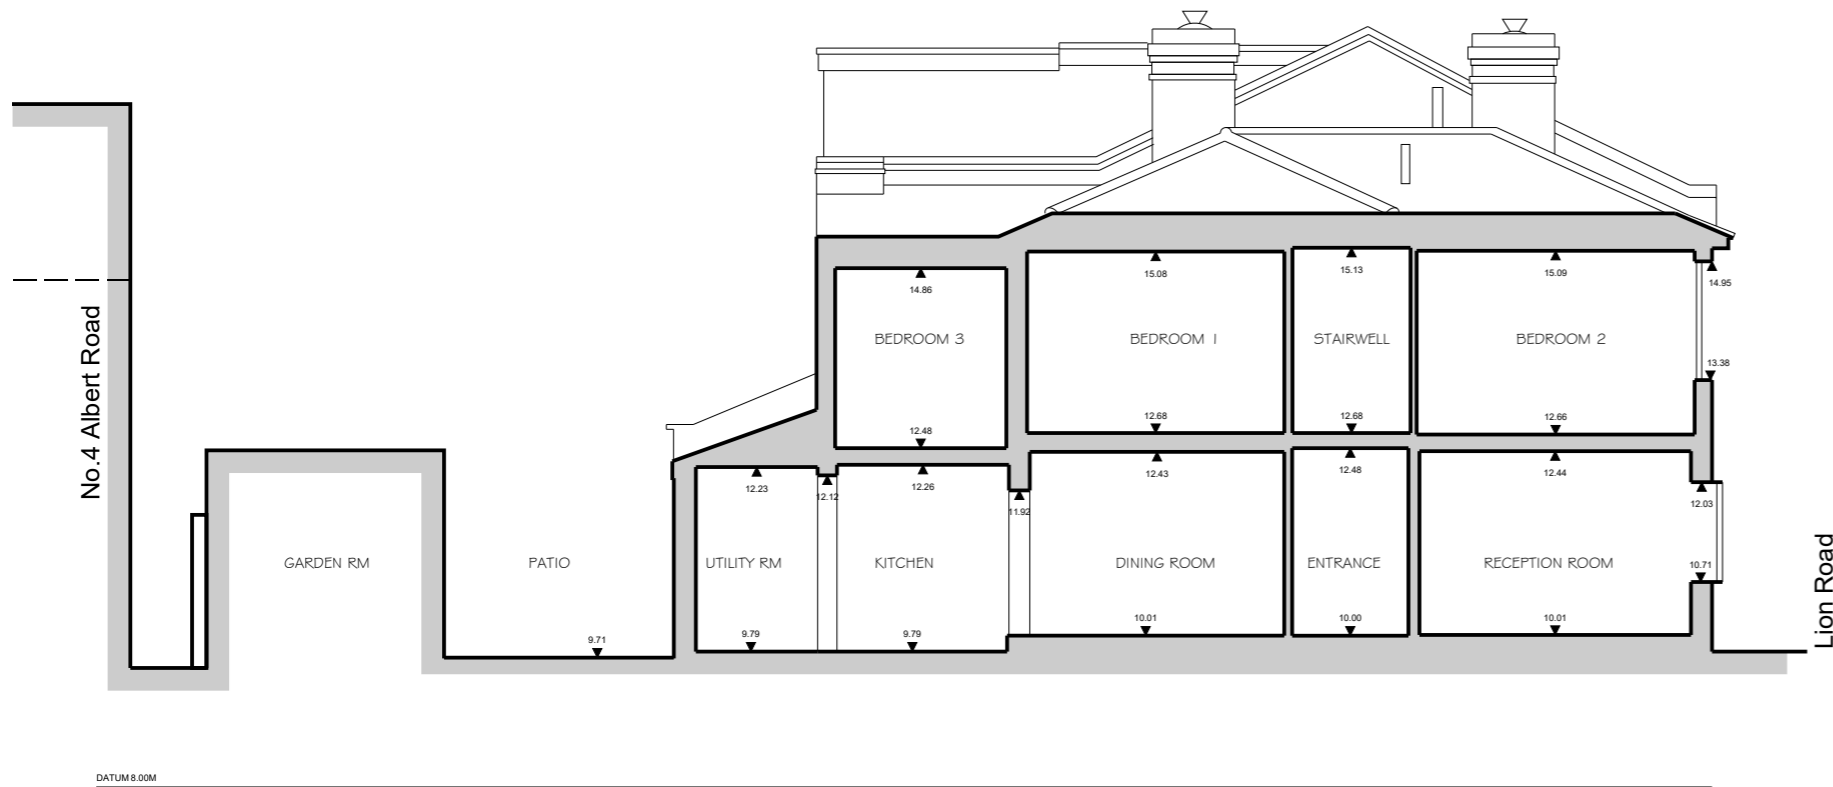 15.08
15.13
15.09
14.95
14.86
No.4 Albert Road
BEDROOM 3
BEDROOM 1
STAIRWELL
BEDROOM 2
13.38
12.48
12.68
12.68
12.66
12.23
12.12
12.26
11.92
12.43
12.48
12.44
12.03
GARDEN RM
PATIO
UTILITY RM
KITCHEN
DINING ROOM
ENTRANCE
RECEPTION ROOM
10.71
Lion Road
9.71
9.79
9.79
10.01
10.00
10.01
DATUM 8.00M